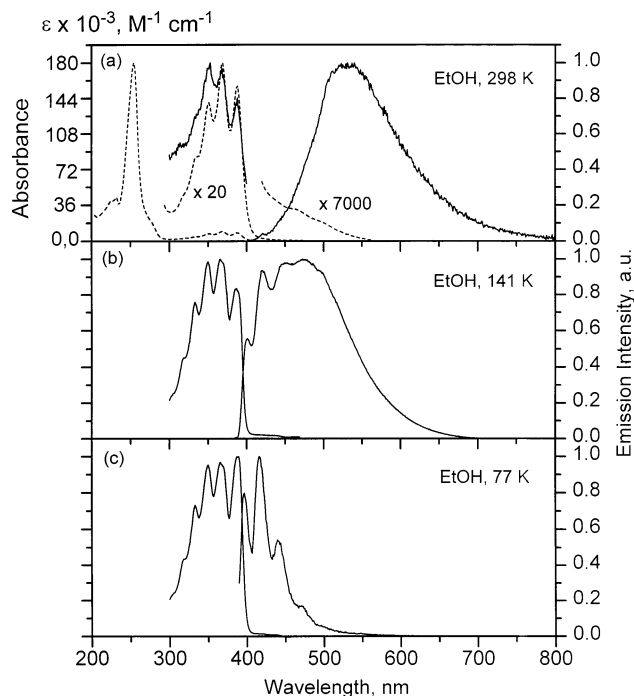 ε x 10⁻³, M⁻¹ cm⁻¹
(a)
EtOH, 298 K
180
144
108
72
36
0,0
Absorbance
x 20
x 7000
1.0
0.8
0.6
0.4
0.2
0.0
(b)
EtOH, 141 K
1.0
0.8
0.6
0.4
0.2
0.0
(c)
EtOH, 77 K
1.0
0.8
0.6
0.4
0.2
0.0
Emission Intensity, a.u.
200 300 400 500 600 700 800
Wavelength, nm